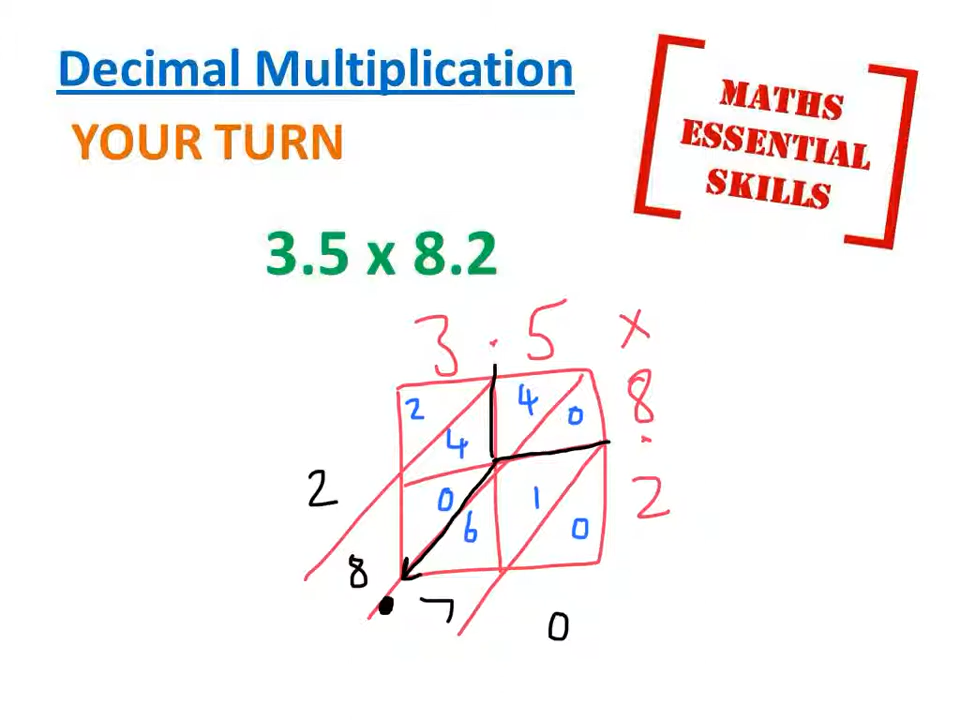 Decimal Multiplication
YOUR TURN
MATHS
ESSENTIAL
SKILLS
3.5 x 8.2
3 . 5 x
2 4 4 0 8
.
0 6 1 0 2
2
8 . 7 0